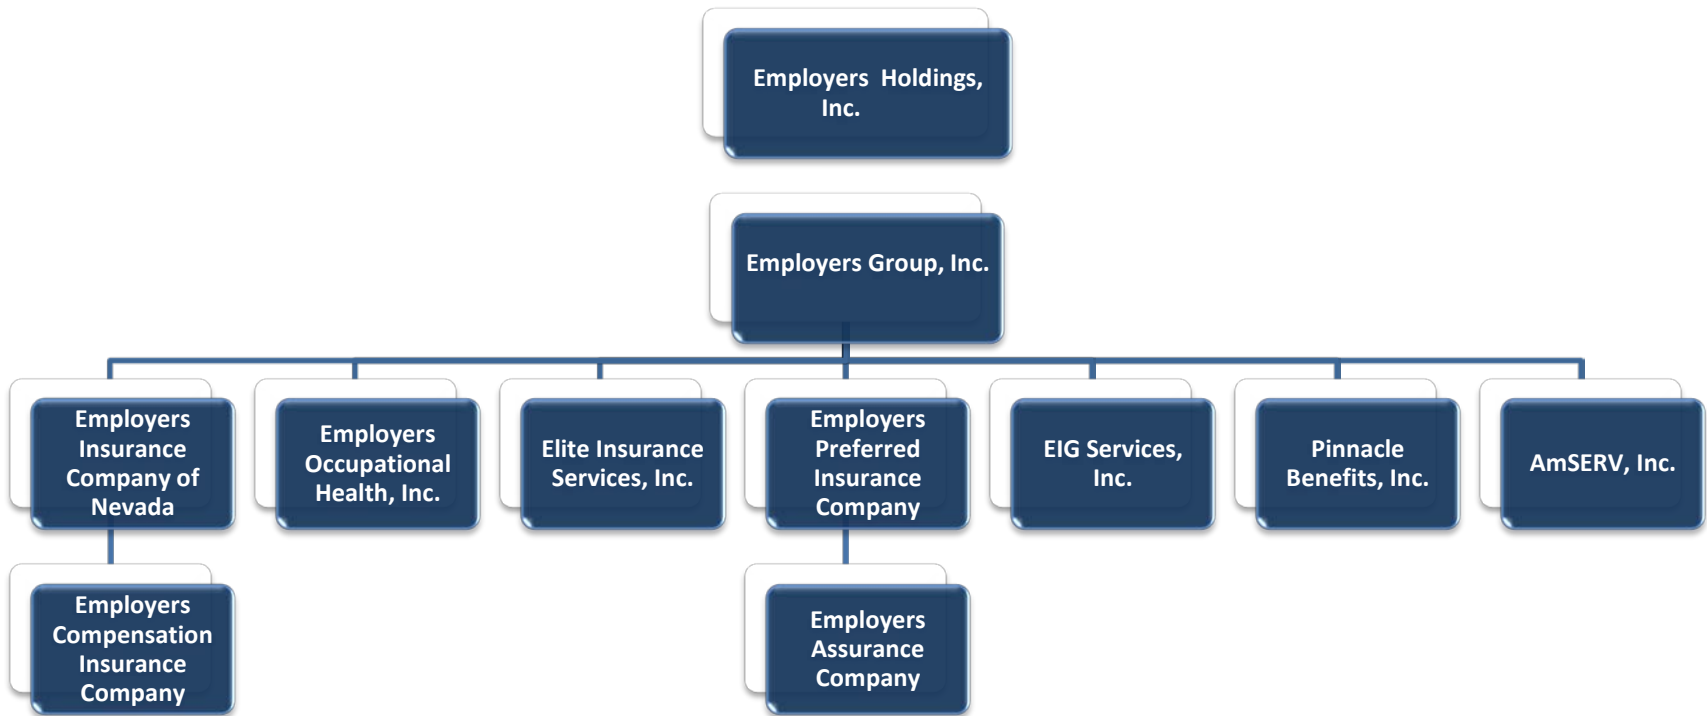 Employers Holdings,
Inc.
Employers Group, Inc.
Employers
Insurance
Company of
Nevada
Employers
Occupational
Health, Inc.
Elite Insurance
Services, Inc.
Employers
Preferred
Insurance
Company
EIG Services,
Inc.
Pinnacle
Benefits, Inc.
AmSERV, Inc.
Employers
Compensation
Insurance
Company
Employers
Assurance
Company